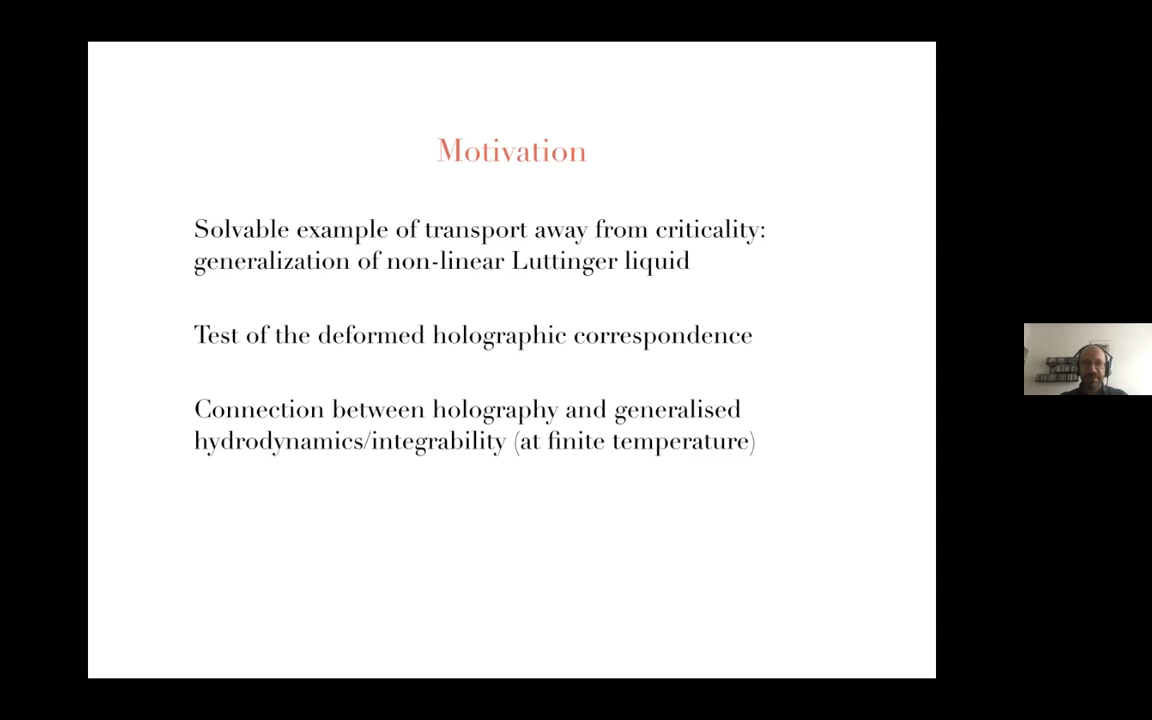 Motivation
Solvable example of transport away from criticality:
generalization of non-linear Luttinger liquid
Test of the deformed holographic correspondence
Connection between holography and generalised
hydrodynamics/integrability (at finite temperature)